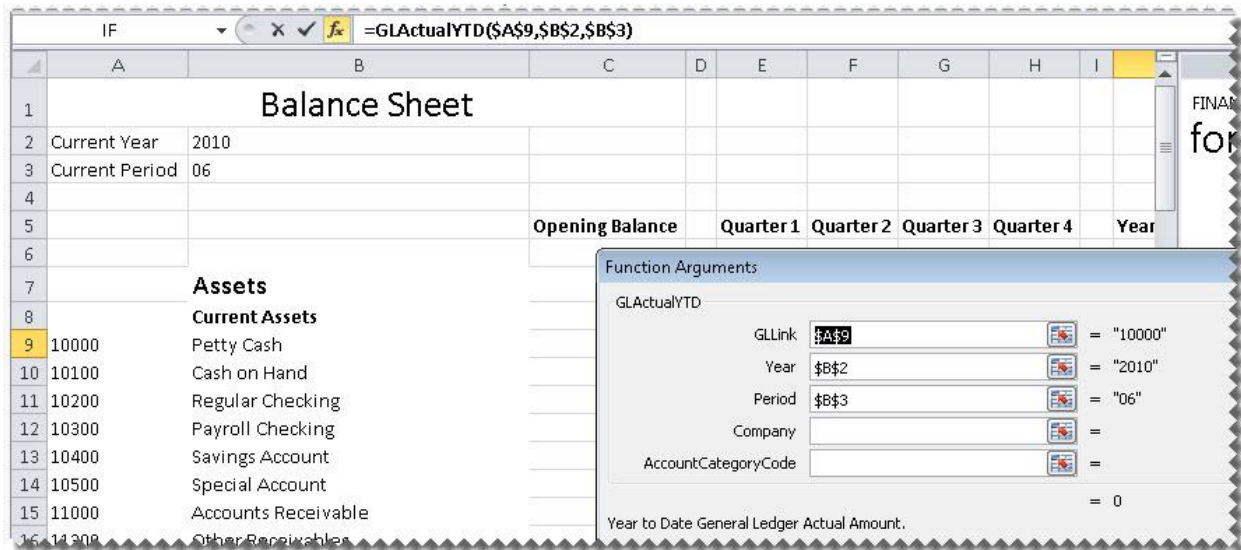 IF =GLActualYTD($A$9,$B$2,$B$3)
A B C D E F G H I
1 Balance Sheet
2 Current Year 2010
3 Current Period 06
4
5 Opening Balance Quarter 1 Quarter 2 Quarter 3 Quarter 4 Year
6
7 Assets
8 Current Assets
9 10000 Petty Cash
10 10100 Cash on Hand
11 10200 Regular Checking
12 10300 Payroll Checking
13 10400 Savings Account
14 10500 Special Account
15 11000 Accounts Receivable
16 Other Receivables
for
Function Arguments
GLActualYTD
GLLink $A$9 = "10000"
Year $B$2 = "2010"
Period $B$3 = "06"
Company =
AccountCategoryCode =
= 0
Year to Date General Ledger Actual Amount.